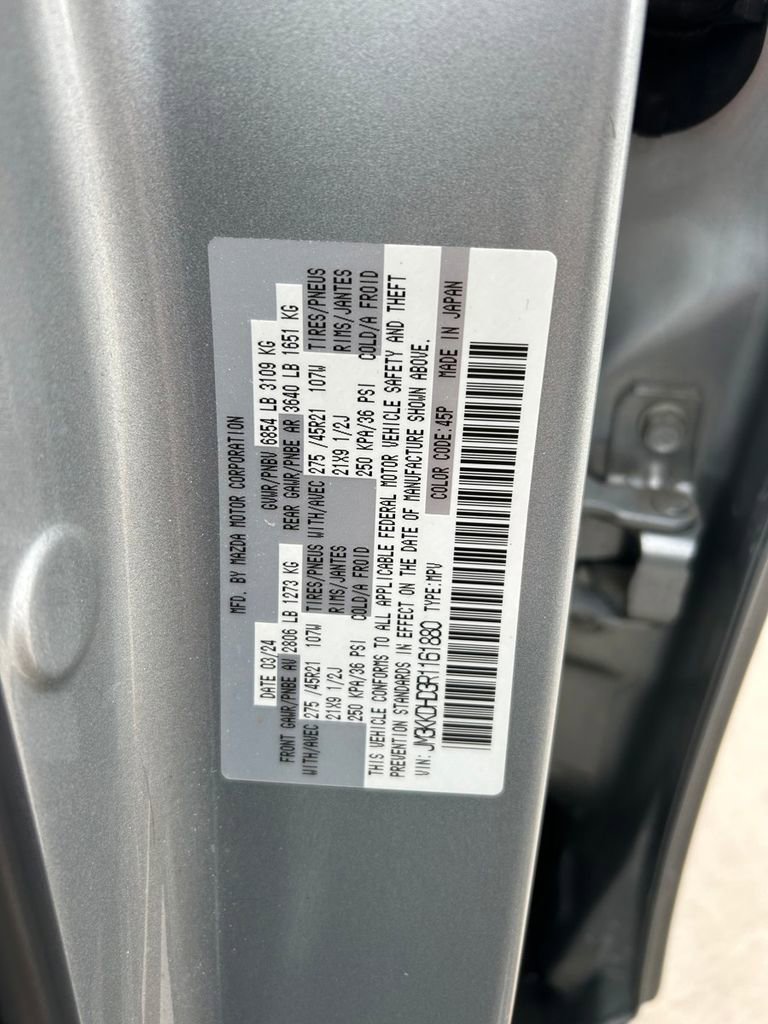 MFD. BY MAZDA MOTOR CORPORATION
DATE 03/24 GVWR/PNBV 6854 LB 3109 KG
FRONT GAWR/PNBE AV 2806 LB 1273 KG REAR GAWR/PNBE AR 3640 LB 1651 KG
WITH/AVEC 275 /45R21 107W TIRES/PNEUS WITH/AVEC 275 /45R21 107W TIRES/PNEUS
21X9 1/2J RIMS/JANTES 21X9 1/2J RIMS/JANTES
250 KPA/36 PSI COLD/A FROID 250 KPA/36 PSI COLD/A FROID
THIS VEHICLE CONFORMS TO ALL APPLICABLE FEDERAL MOTOR VEHICLE SAFETY AND THEFT
PREVENTION STANDARDS IN EFFECT ON THE DATE OF MANUFACTURE SHOWN ABOVE.
VIN: JM3KKDHD3R1161880 TYPE:MPV COLOR CODE:45P MADE IN JAPAN